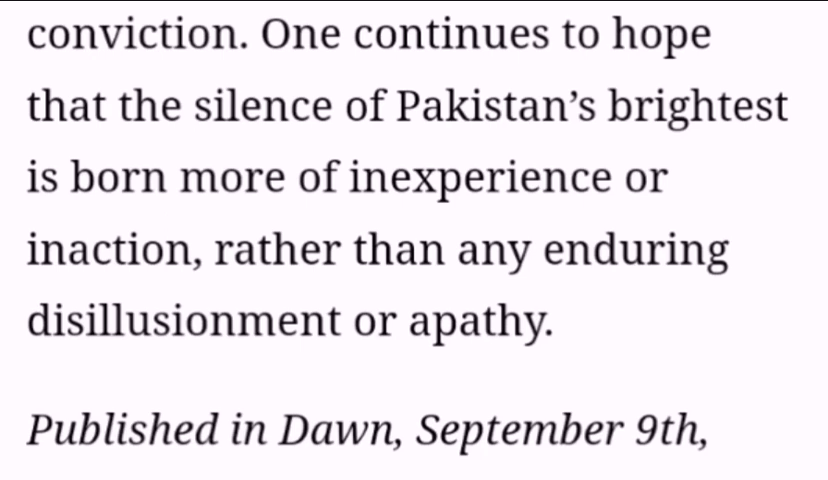 conviction. One continues to hope
that the silence of Pakistan’s brightest
is born more of inexperience or
inaction, rather than any enduring
disillusionment or apathy.
Published in Dawn, September 9th,